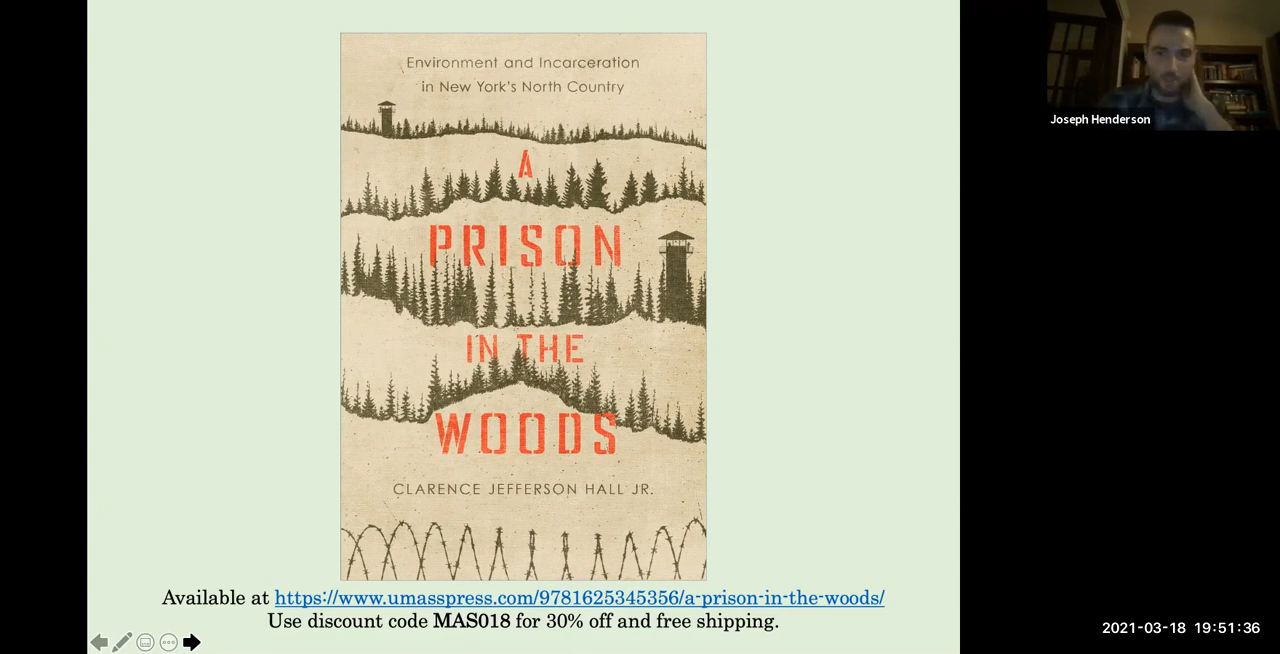 Environment and Incarceration
in New York's North Country
A
PRISON
IN THE
WOODS
CLARENCE JEFFERSON HALL JR.
Available at https://www.umasspress.com/9781625345356/a-prison-in-the-woods/
Use discount code MAS018 for 30% off and free shipping.
Joseph Henderson
2021-03-18 19:51:36